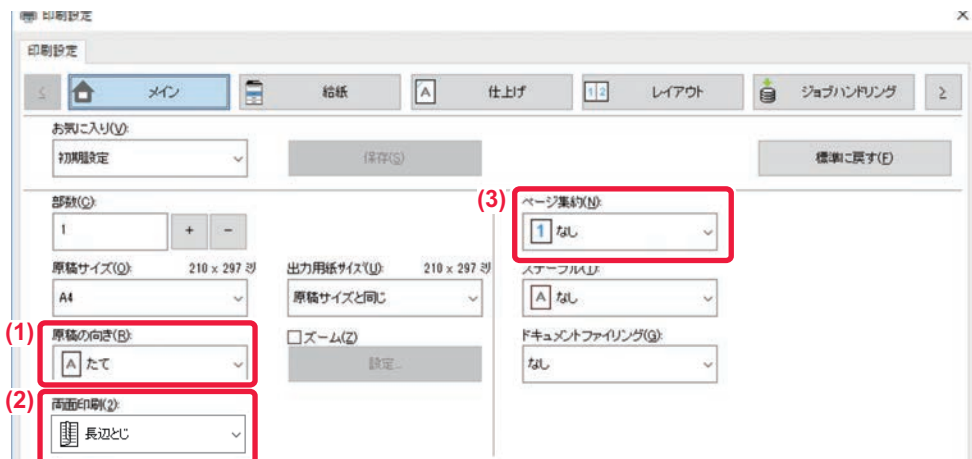 印刷設定
印刷設定
メイン
給紙
仕上げ
レイアウト
ジョブハンドリング
お気に入り(V):
初期設定
保存(S)
標準に戻す(F)
部数(C):
1
+
-
(3)
ページ集約(N):
1 なし
原稿サイズ(O): 210 x 297 ミリ
A4
出力用紙サイズ(U): 210 x 297 ミリ
原稿サイズと同じ
ステープル(T):
A なし
(1)
原稿の向き(R):
A たて
ズーム(Z)
設定...
ドキュメントファイリング(G):
なし
(2)
両面印刷(2):
長辺とじ